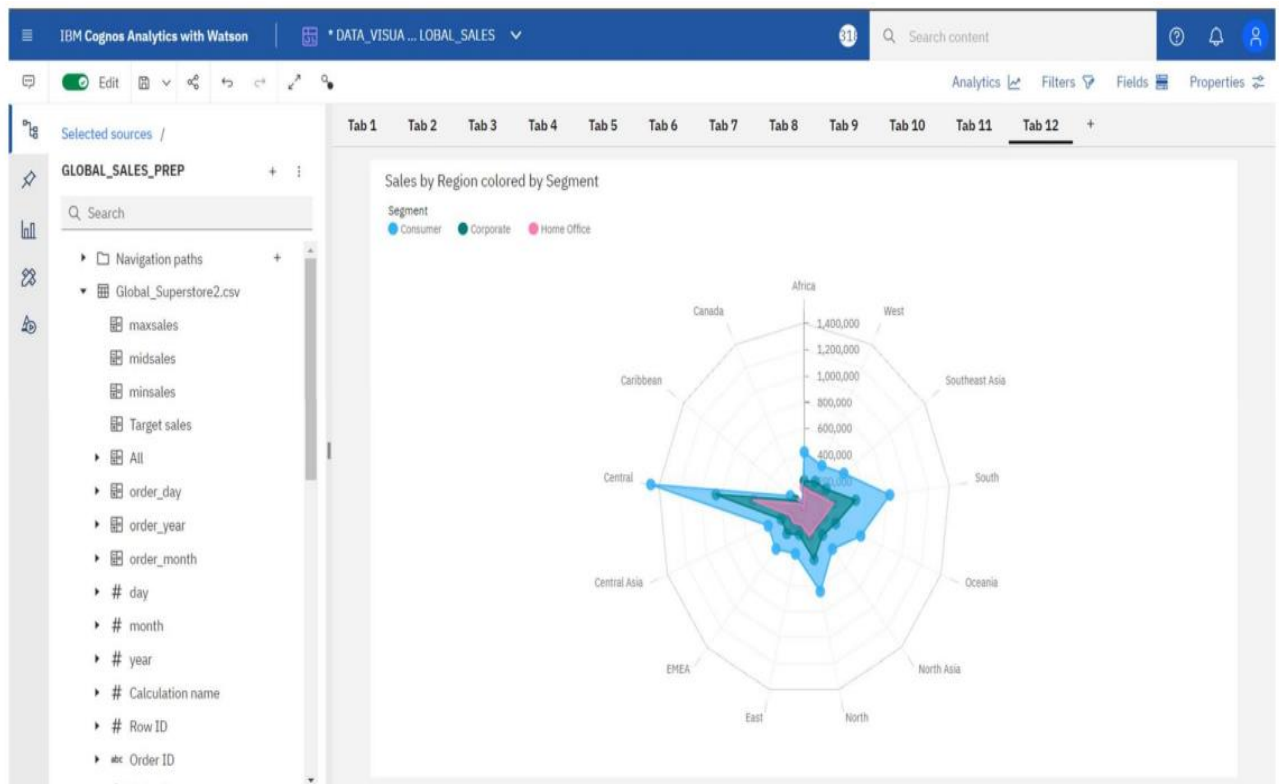 IBM Cognos Analytics with Watson
* DATA_VISUA ... LOBAL_SALES
Search content
Edit
Analytics
Filters
Fields
Properties
Selected sources /
GLOBAL_SALES_PREP
Search
Navigation paths
Global_Superstore2.csv
maxsales
midsales
minsales
Target sales
All
order_day
order_year
order_month
# day
# month
# year
# Calculation name
# Row ID
abc Order ID
Tab 1 Tab 2 Tab 3 Tab 4 Tab 5 Tab 6 Tab 7 Tab 8 Tab 9 Tab 10 Tab 11 Tab 12 +
Sales by Region colored by Segment
Segment
Consumer Corporate Home Office
Africa
Canada
West
1,400,000
1,200,000
1,000,000
Caribbean
Southeast Asia
800,000
600,000
400,000
Central
South
Central Asia
Oceania
EMEA
North Asia
East
North